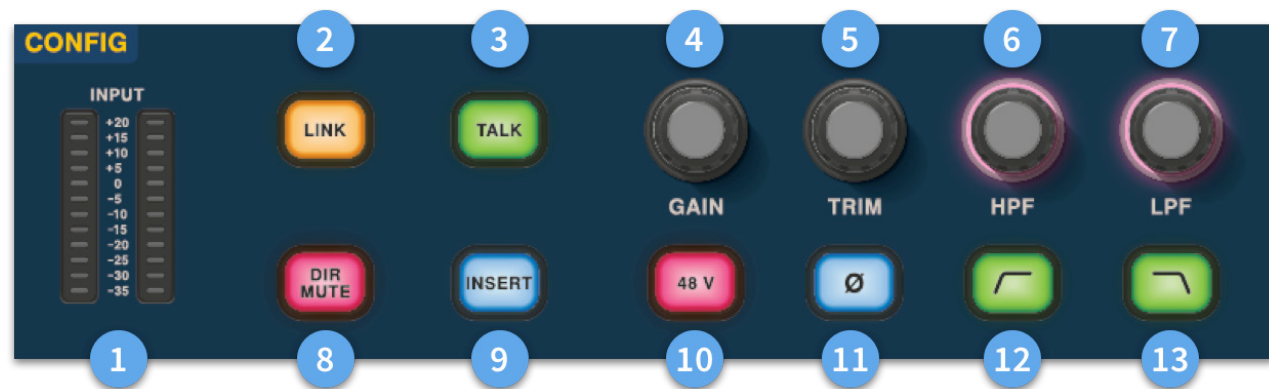 CONFIG
2
3
4
5
6
7
INPUT
+20
+15
+10
+5
0
−5
−10
−15
−20
−25
−30
−35
LINK
TALK
GAIN
TRIM
HPF
LPF
DIR
MUTE
INSERT
48 V
Ø
1
8
9
10
11
12
13